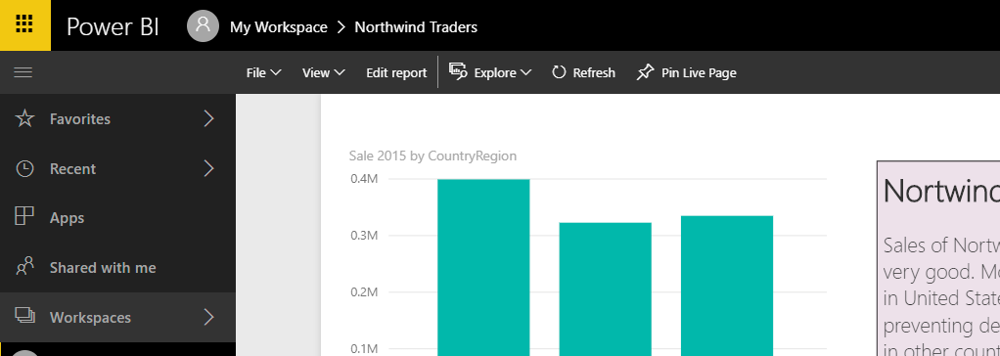 Power BI My Workspace > Northwind Traders
File View Edit report Explore Refresh Pin Live Page
Favorites
Recent
Apps
Shared with me
Workspaces
Sale 2015 by CountryRegion
0.4M
0.3M
0.2M
0.1M
Nortwind
Sales of Nortw
very good. Mo
in United State
preventing de
in other count